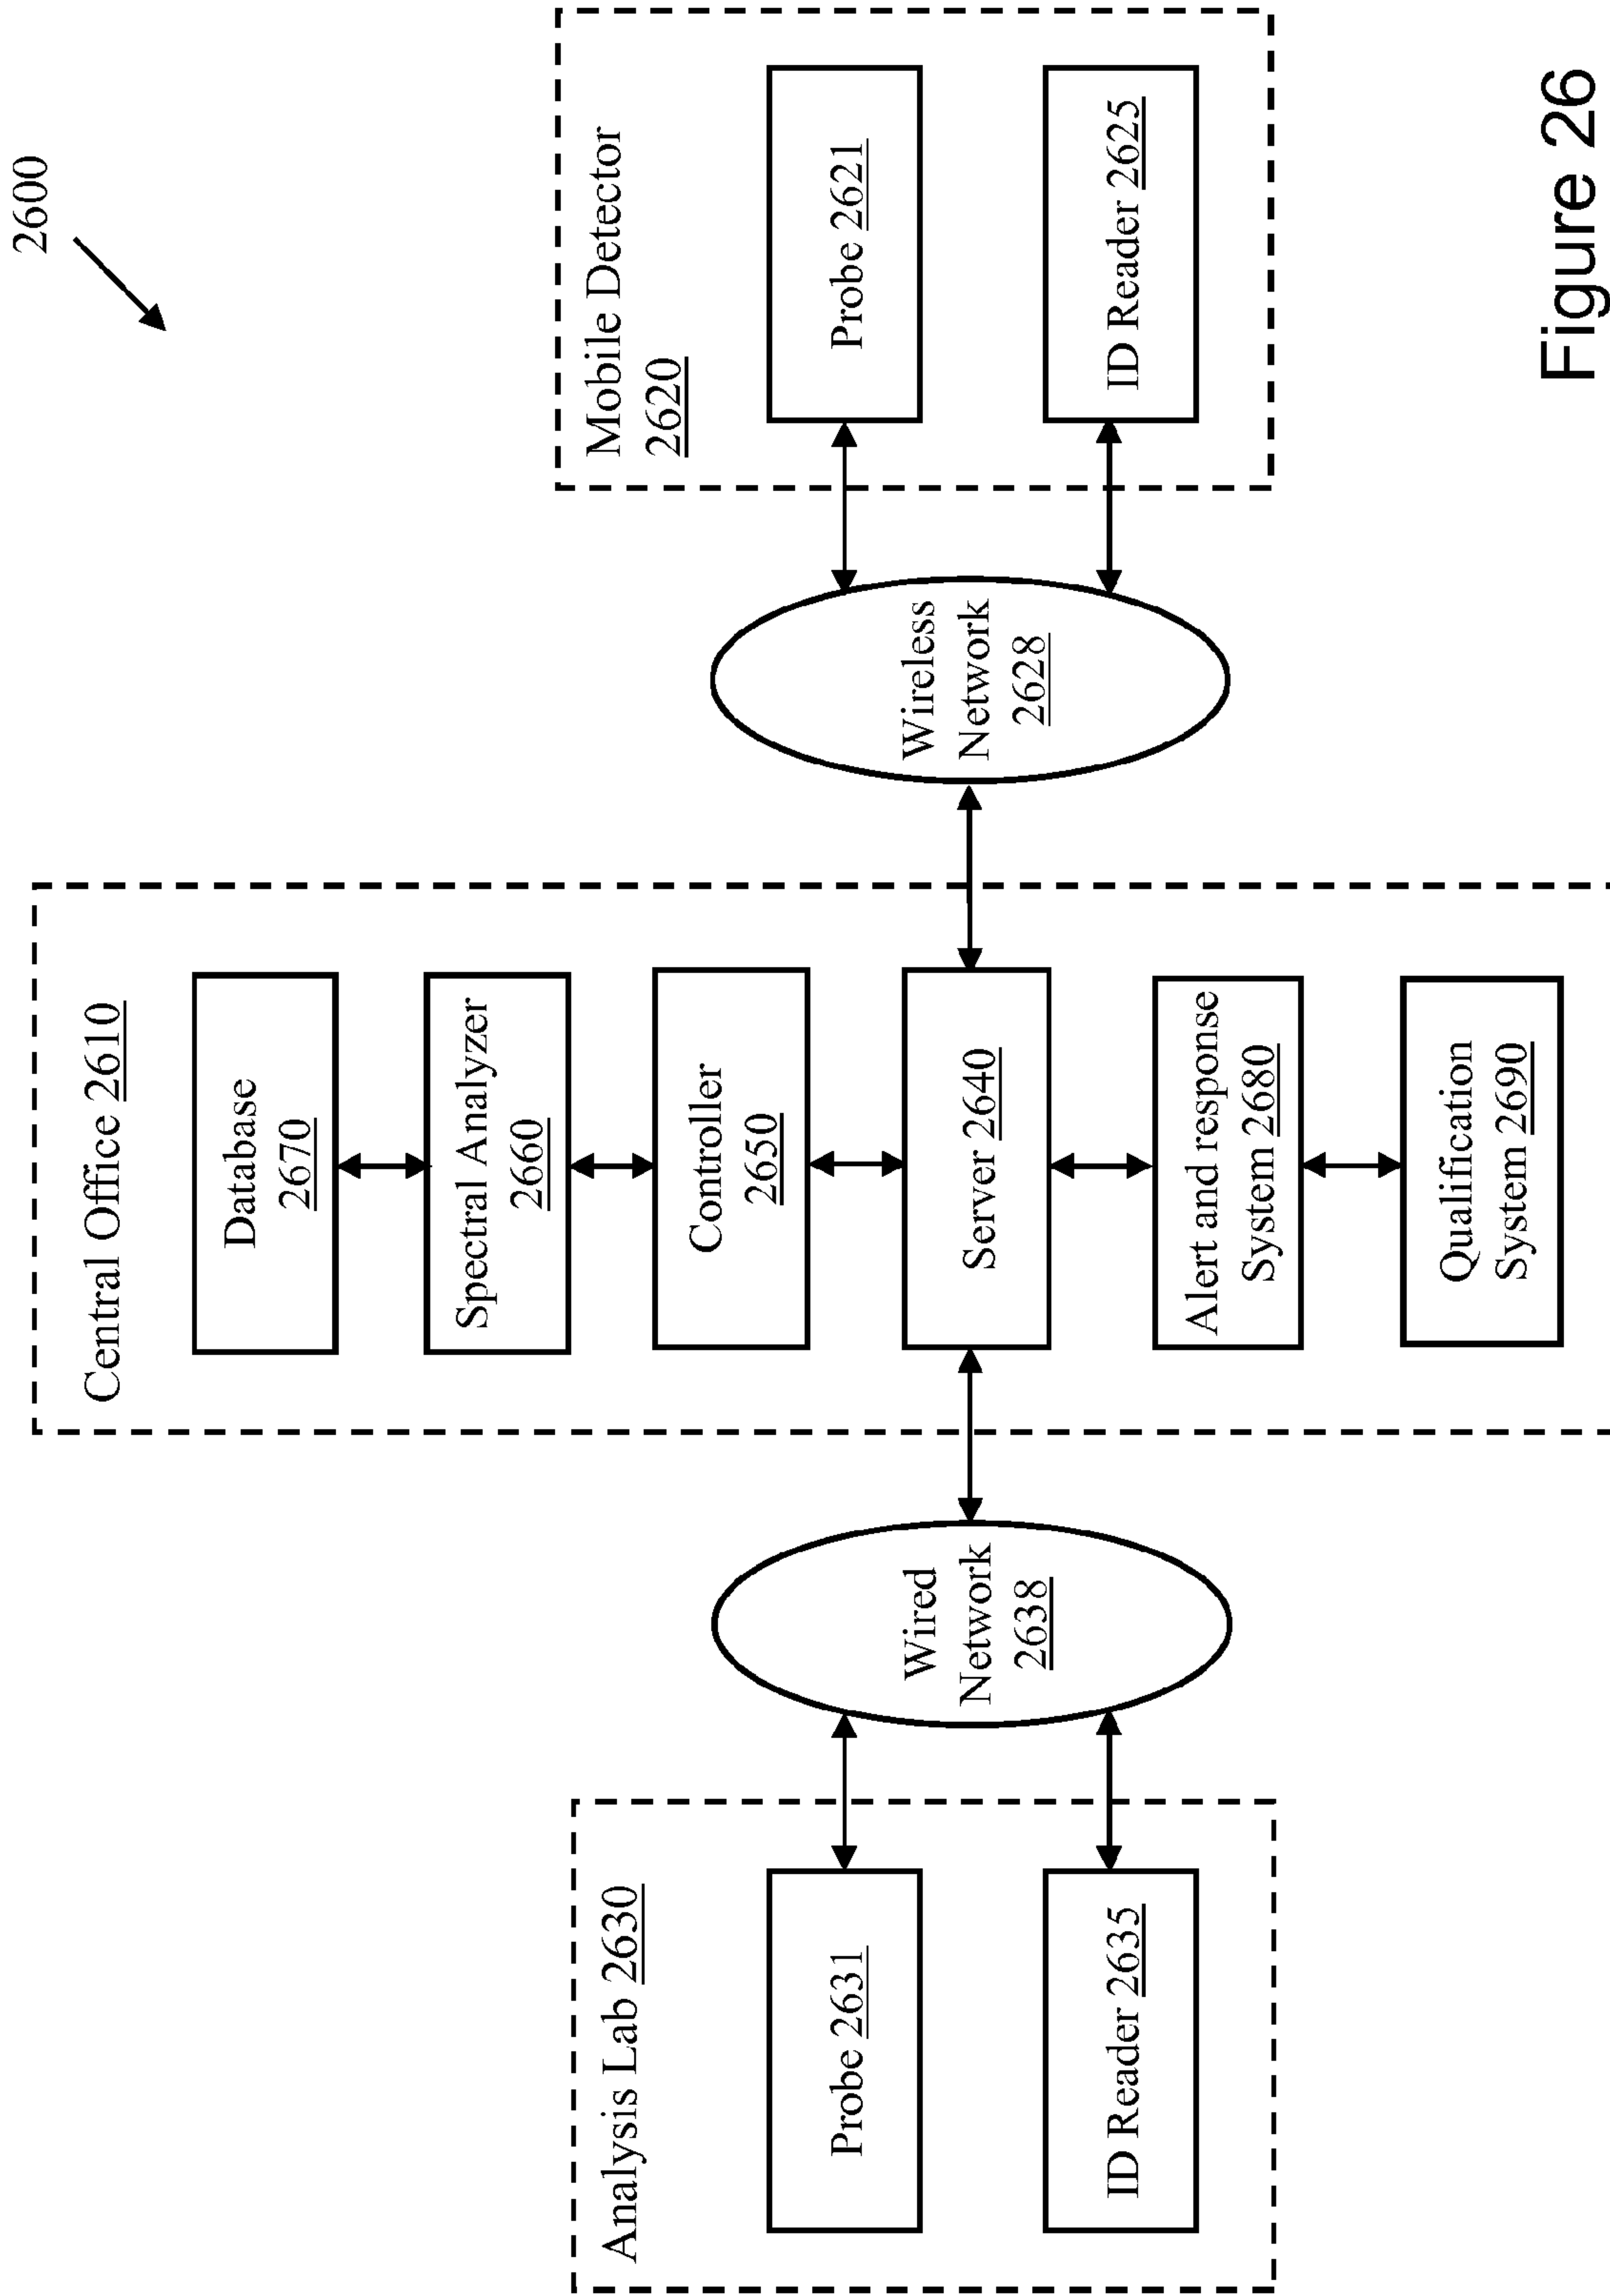 2600
Central Office 2610
Database
2670
Spectral Analyzer
2660
Controller
2650
Server 2640
Alert and response
System 2680
Qualification
System 2690
Analysis Lab 2630
Probe 2631
ID Reader 2635
Wired
Network
2638
Wireless
Network
2628
Mobile Detector
2620
Probe 2621
ID Reader 2625
Figure 26